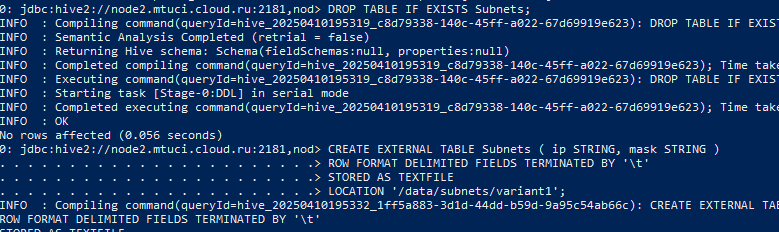 0: jdbc:hive2://node2.mtuci.cloud.ru:2181,nod> DROP TABLE IF EXISTS Subnets;
INFO  : Compiling command(queryId=hive_20250410195319_c8d79338-140c-45ff-a022-67d69919e623): DROP TABLE IF EXIST
INFO  : Semantic Analysis Completed (retrial = false)
INFO  : Returning Hive schema: Schema(fieldSchemas:null, properties:null)
INFO  : Completed compiling command(queryId=hive_20250410195319_c8d79338-140c-45ff-a022-67d69919e623); Time take
INFO  : Executing command(queryId=hive_20250410195319_c8d79338-140c-45ff-a022-67d69919e623): DROP TABLE IF EXIST
INFO  : Starting task [Stage-0:DDL] in serial mode
INFO  : Completed executing command(queryId=hive_20250410195319_c8d79338-140c-45ff-a022-67d69919e623); Time take
INFO  : OK
No rows affected (0.056 seconds)
0: jdbc:hive2://node2.mtuci.cloud.ru:2181,nod> CREATE EXTERNAL TABLE Subnets ( ip STRING, mask STRING )
. . . . . . . . . . . . . . . . . . . . . . .> ROW FORMAT DELIMITED FIELDS TERMINATED BY '\t'
. . . . . . . . . . . . . . . . . . . . . . .> STORED AS TEXTFILE
. . . . . . . . . . . . . . . . . . . . . . .> LOCATION '/data/subnets/variant1';
INFO  : Compiling command(queryId=hive_20250410195332_1ff5a883-3d1d-44dd-b59d-9a95c54ab66c): CREATE EXTERNAL TAB
ROW FORMAT DELIMITED FIELDS TERMINATED BY '\t'
STORED AS TEXTFILE